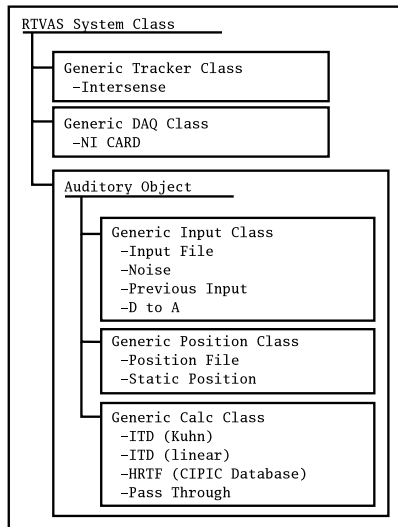 RTVAS System Class
Generic Tracker Class
-Intersense
Generic DAQ Class
-NI CARD
Auditory Object
Generic Input Class
-Input File
-Noise
-Previous Input
-D to A
Generic Position Class
-Position File
-Static Position
Generic Calc Class
-ITD (Kuhn)
-ITD (linear)
-HRTF (CIPIC Database)
-Pass Through